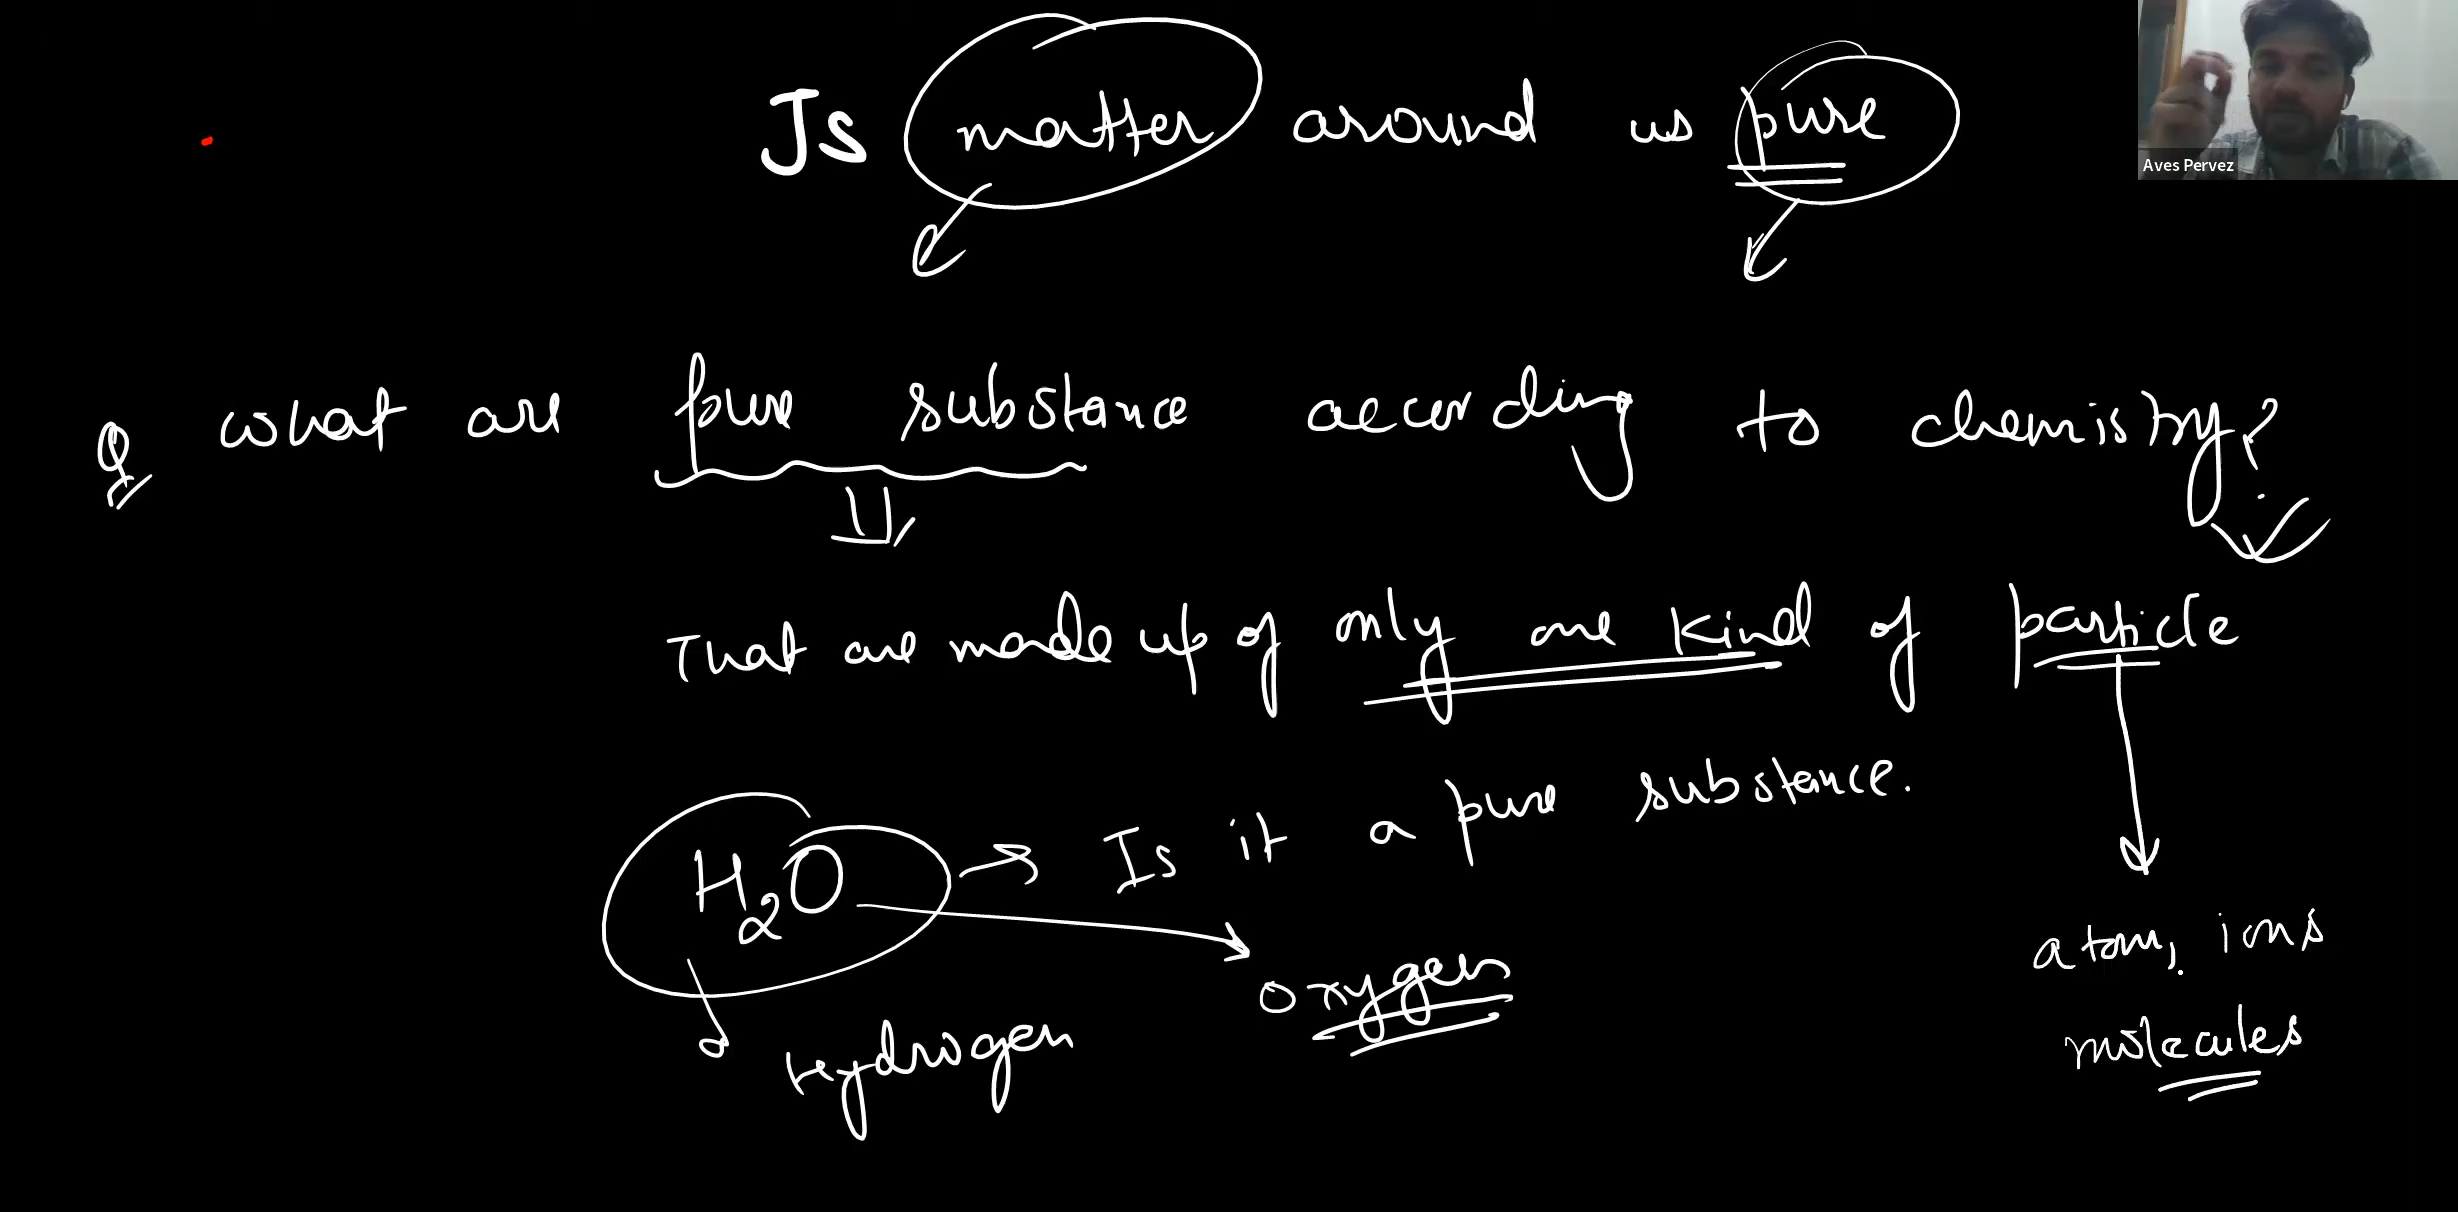 Is matter around us pure
Aves Pervez
Q what are pure substance according to chemistry?
That are made up of only one kind of particle
H2O → Is it a pure substance.
oxygen
Hydrogen
atom, ions
molecules